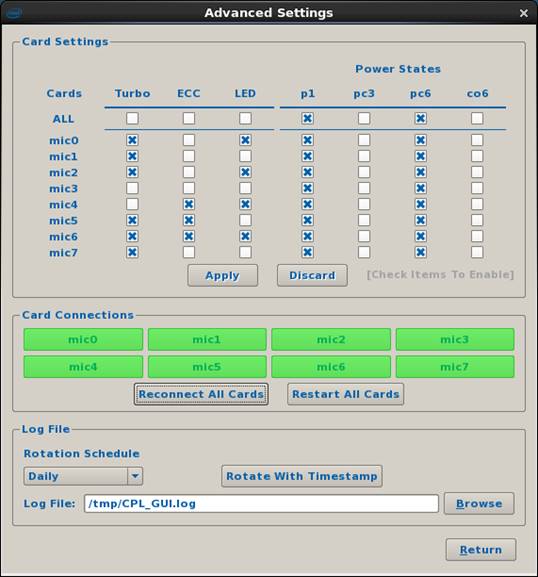 Advanced Settings
Card Settings
Power States
Cards Turbo ECC LED p1 pc3 pc6 co6
ALL
mic0
mic1
mic2
mic3
mic4
mic5
mic6
mic7
Apply Discard [Check Items To Enable]
Card Connections
mic0 mic1 mic2 mic3
mic4 mic5 mic6 mic7
Reconnect All Cards Restart All Cards
Log File
Rotation Schedule
Daily Rotate With Timestamp
Log File: /tmp/CPL_GUI.log Browse
Return